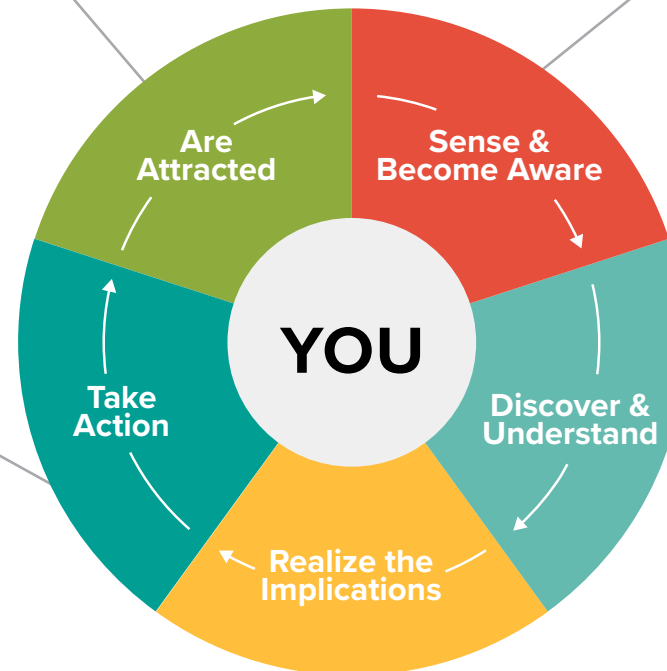 Are
Attracted
Sense &
Become Aware
YOU
Take
Action
Discover &
Understand
Realize the
Implications